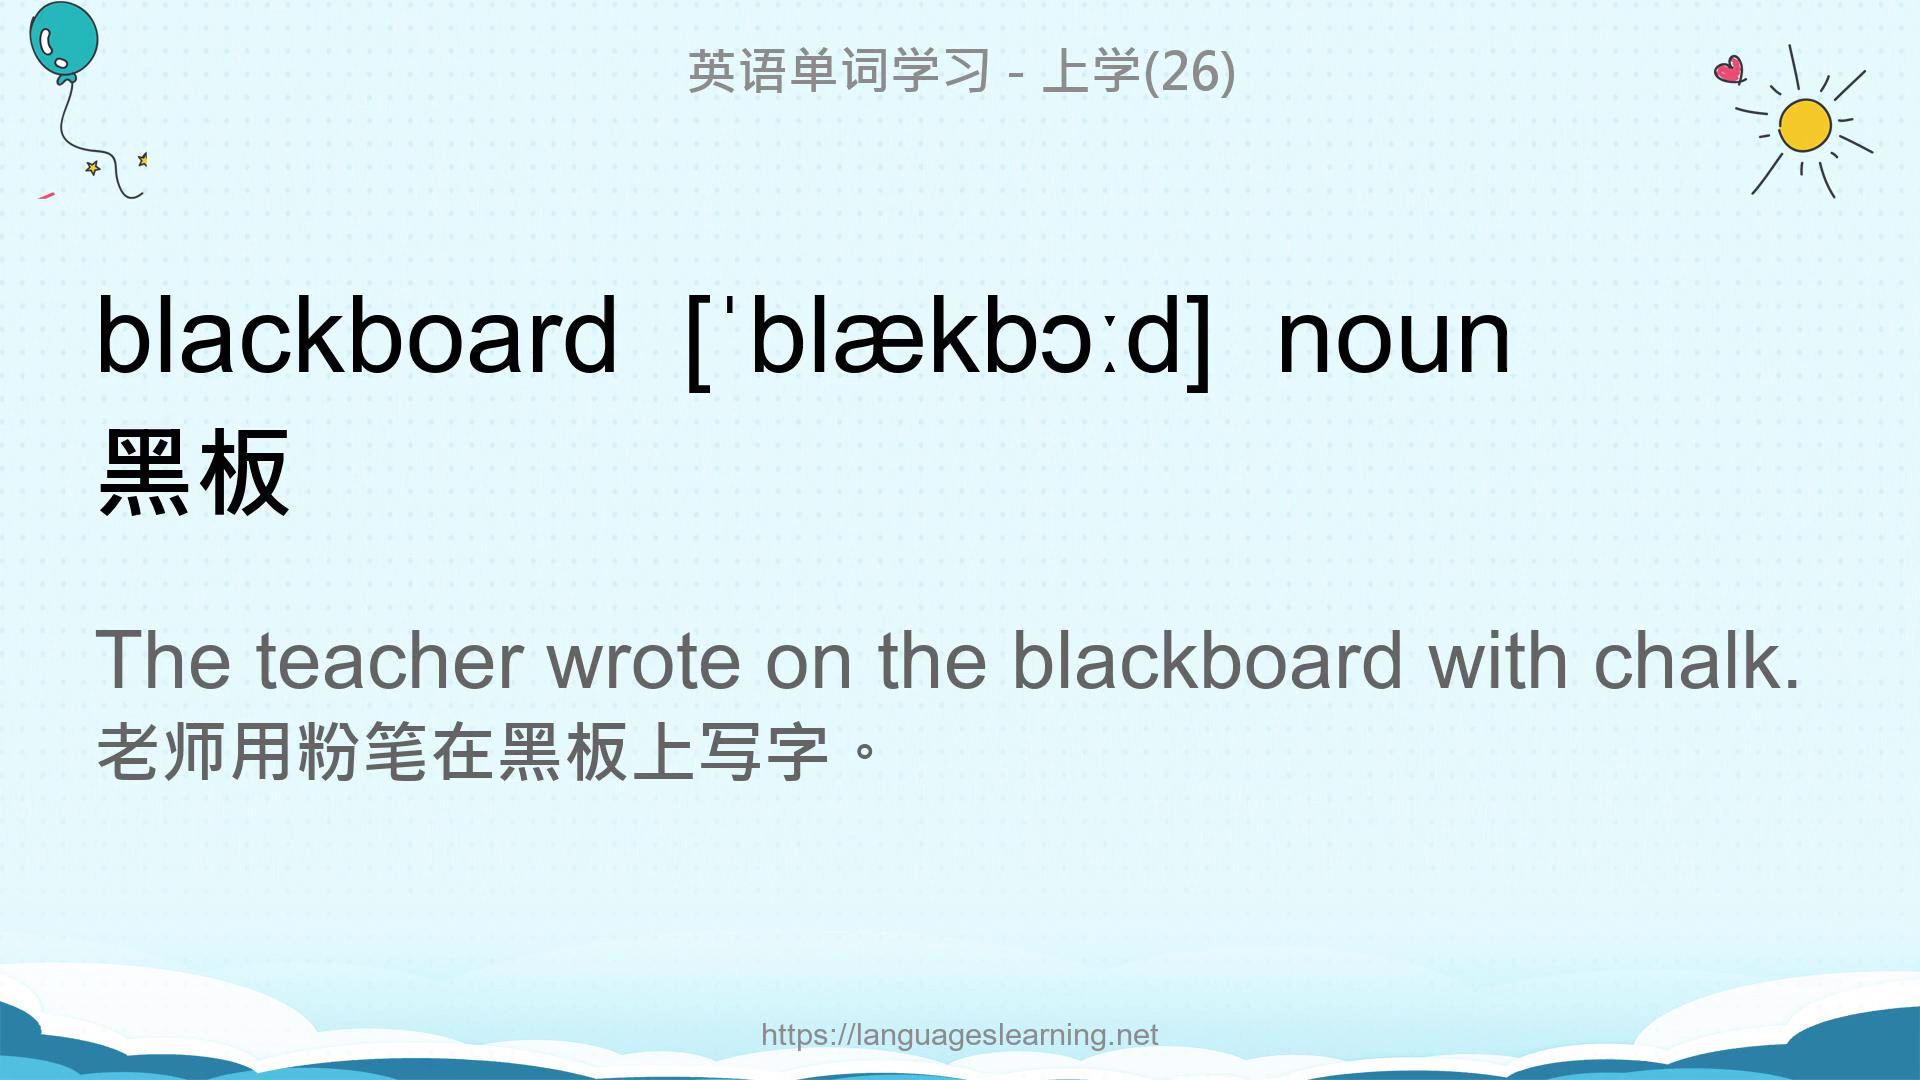 英语单词学习 - 上学(26)
blackboard [ˈblækbɔːd] noun
黑板
The teacher wrote on the blackboard with chalk.
老师用粉笔在黑板上写字。
https://languageslearning.net